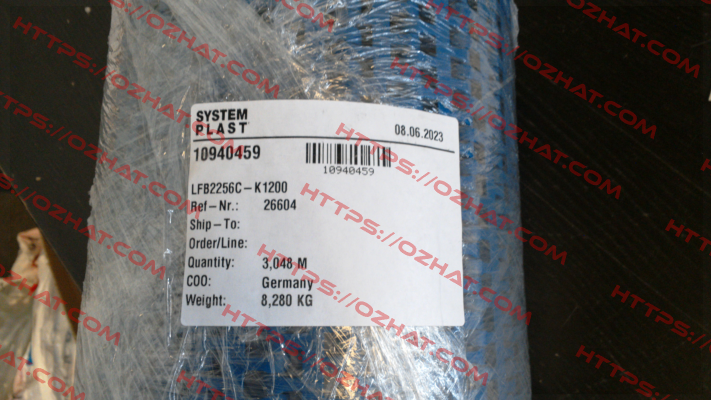 SYSTEM
PLAST
08.06.2023
10940459
10940459
LFB2256C-K1200
Ref-Nr.: 26604
Ship-To:
Order/Line:
Quantity: 3,048 M
COO: Germany
Weight: 8,280 KG
HTTPS://OZHAT.COM